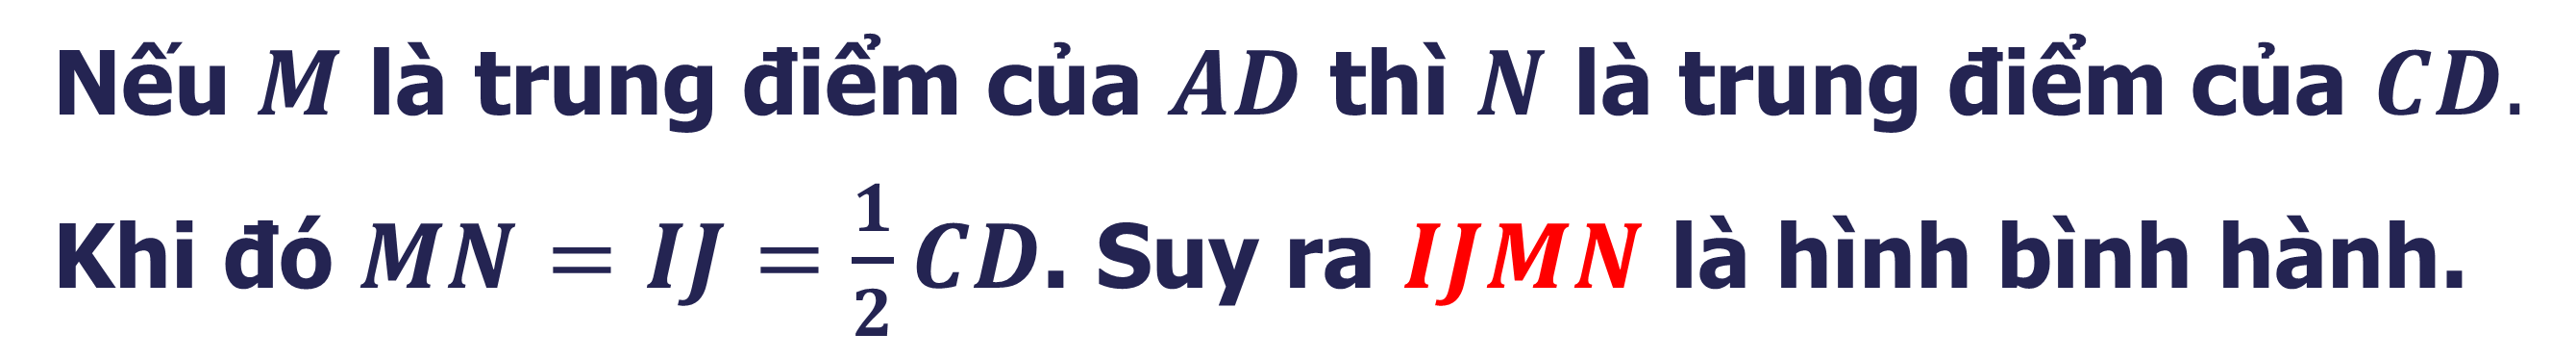 Nếu M là trung điểm của AD thì N là trung điểm của CD.
Khi đó MN = IJ = 1/2 CD. Suy ra IJMN là hình bình hành.